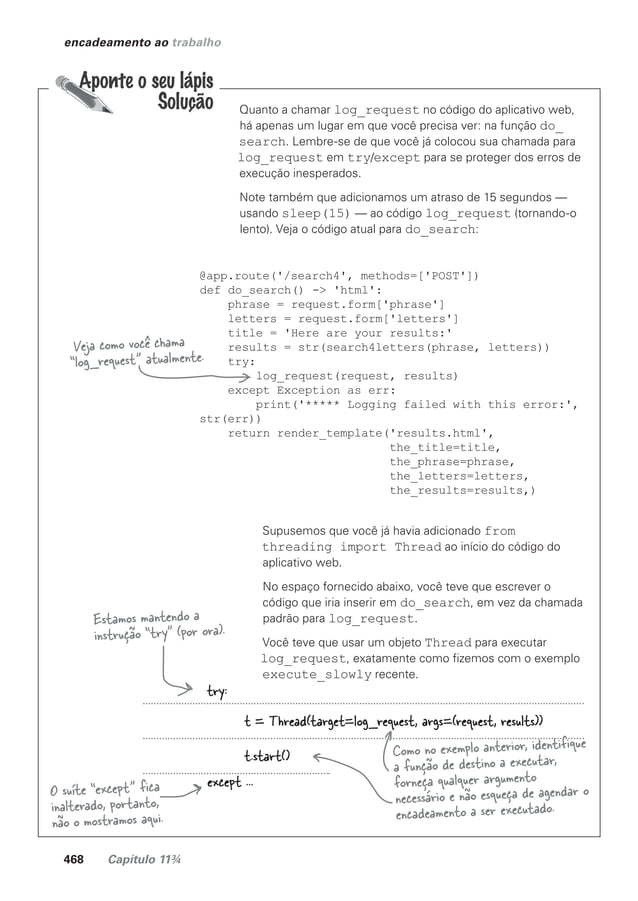 encadeamento ao trabalho
Aponte o seu lápis
Solução
Quanto a chamar log_request no código do aplicativo web,
há apenas um lugar em que você precisa ver: na função do_
search. Lembre-se de que você já colocou sua chamada para
log_request em try/except para se proteger dos erros de
execução inesperados.
Note também que adicionamos um atraso de 15 segundos —
usando sleep(15) — ao código log_request (tornando-o
lento). Veja o código atual para do_search:
@app.route('/search4', methods=['POST'])
def do_search() -> 'html':
    phrase = request.form['phrase']
    letters = request.form['letters']
    title = 'Here are your results:'
    results = str(search4letters(phrase, letters))
    try:
        log_request(request, results)
    except Exception as err:
        print('***** Logging failed with this error:',
str(err))
    return render_template('results.html',
                           the_title=title,
                           the_phrase=phrase,
                           the_letters=letters,
                           the_results=results,)
Veja como você chama
"log_request" atualmente.
Supusemos que você já havia adicionado from
threading import Thread ao início do código do
aplicativo web.
No espaço fornecido abaixo, você teve que escrever o
código que iria inserir em do_search, em vez da chamada
padrão para log_request.
Você teve que usar um objeto Thread para executar
log_request, exatamente como fizemos com o exemplo
execute_slowly recente.
Estamos mantendo a
instrução "try" (por ora).
try:
t = Thread(target=log_request, args=(request, results))
t.start()
except ...
Como no exemplo anterior, identifique
a função de destino a executar,
forneça qualquer argumento
necessário e não esqueça de agendar o
encadeamento a ser executado.
O suíte "except" fica
inalterado, portanto,
não o mostramos aqui.
468 Capítulo 11¾